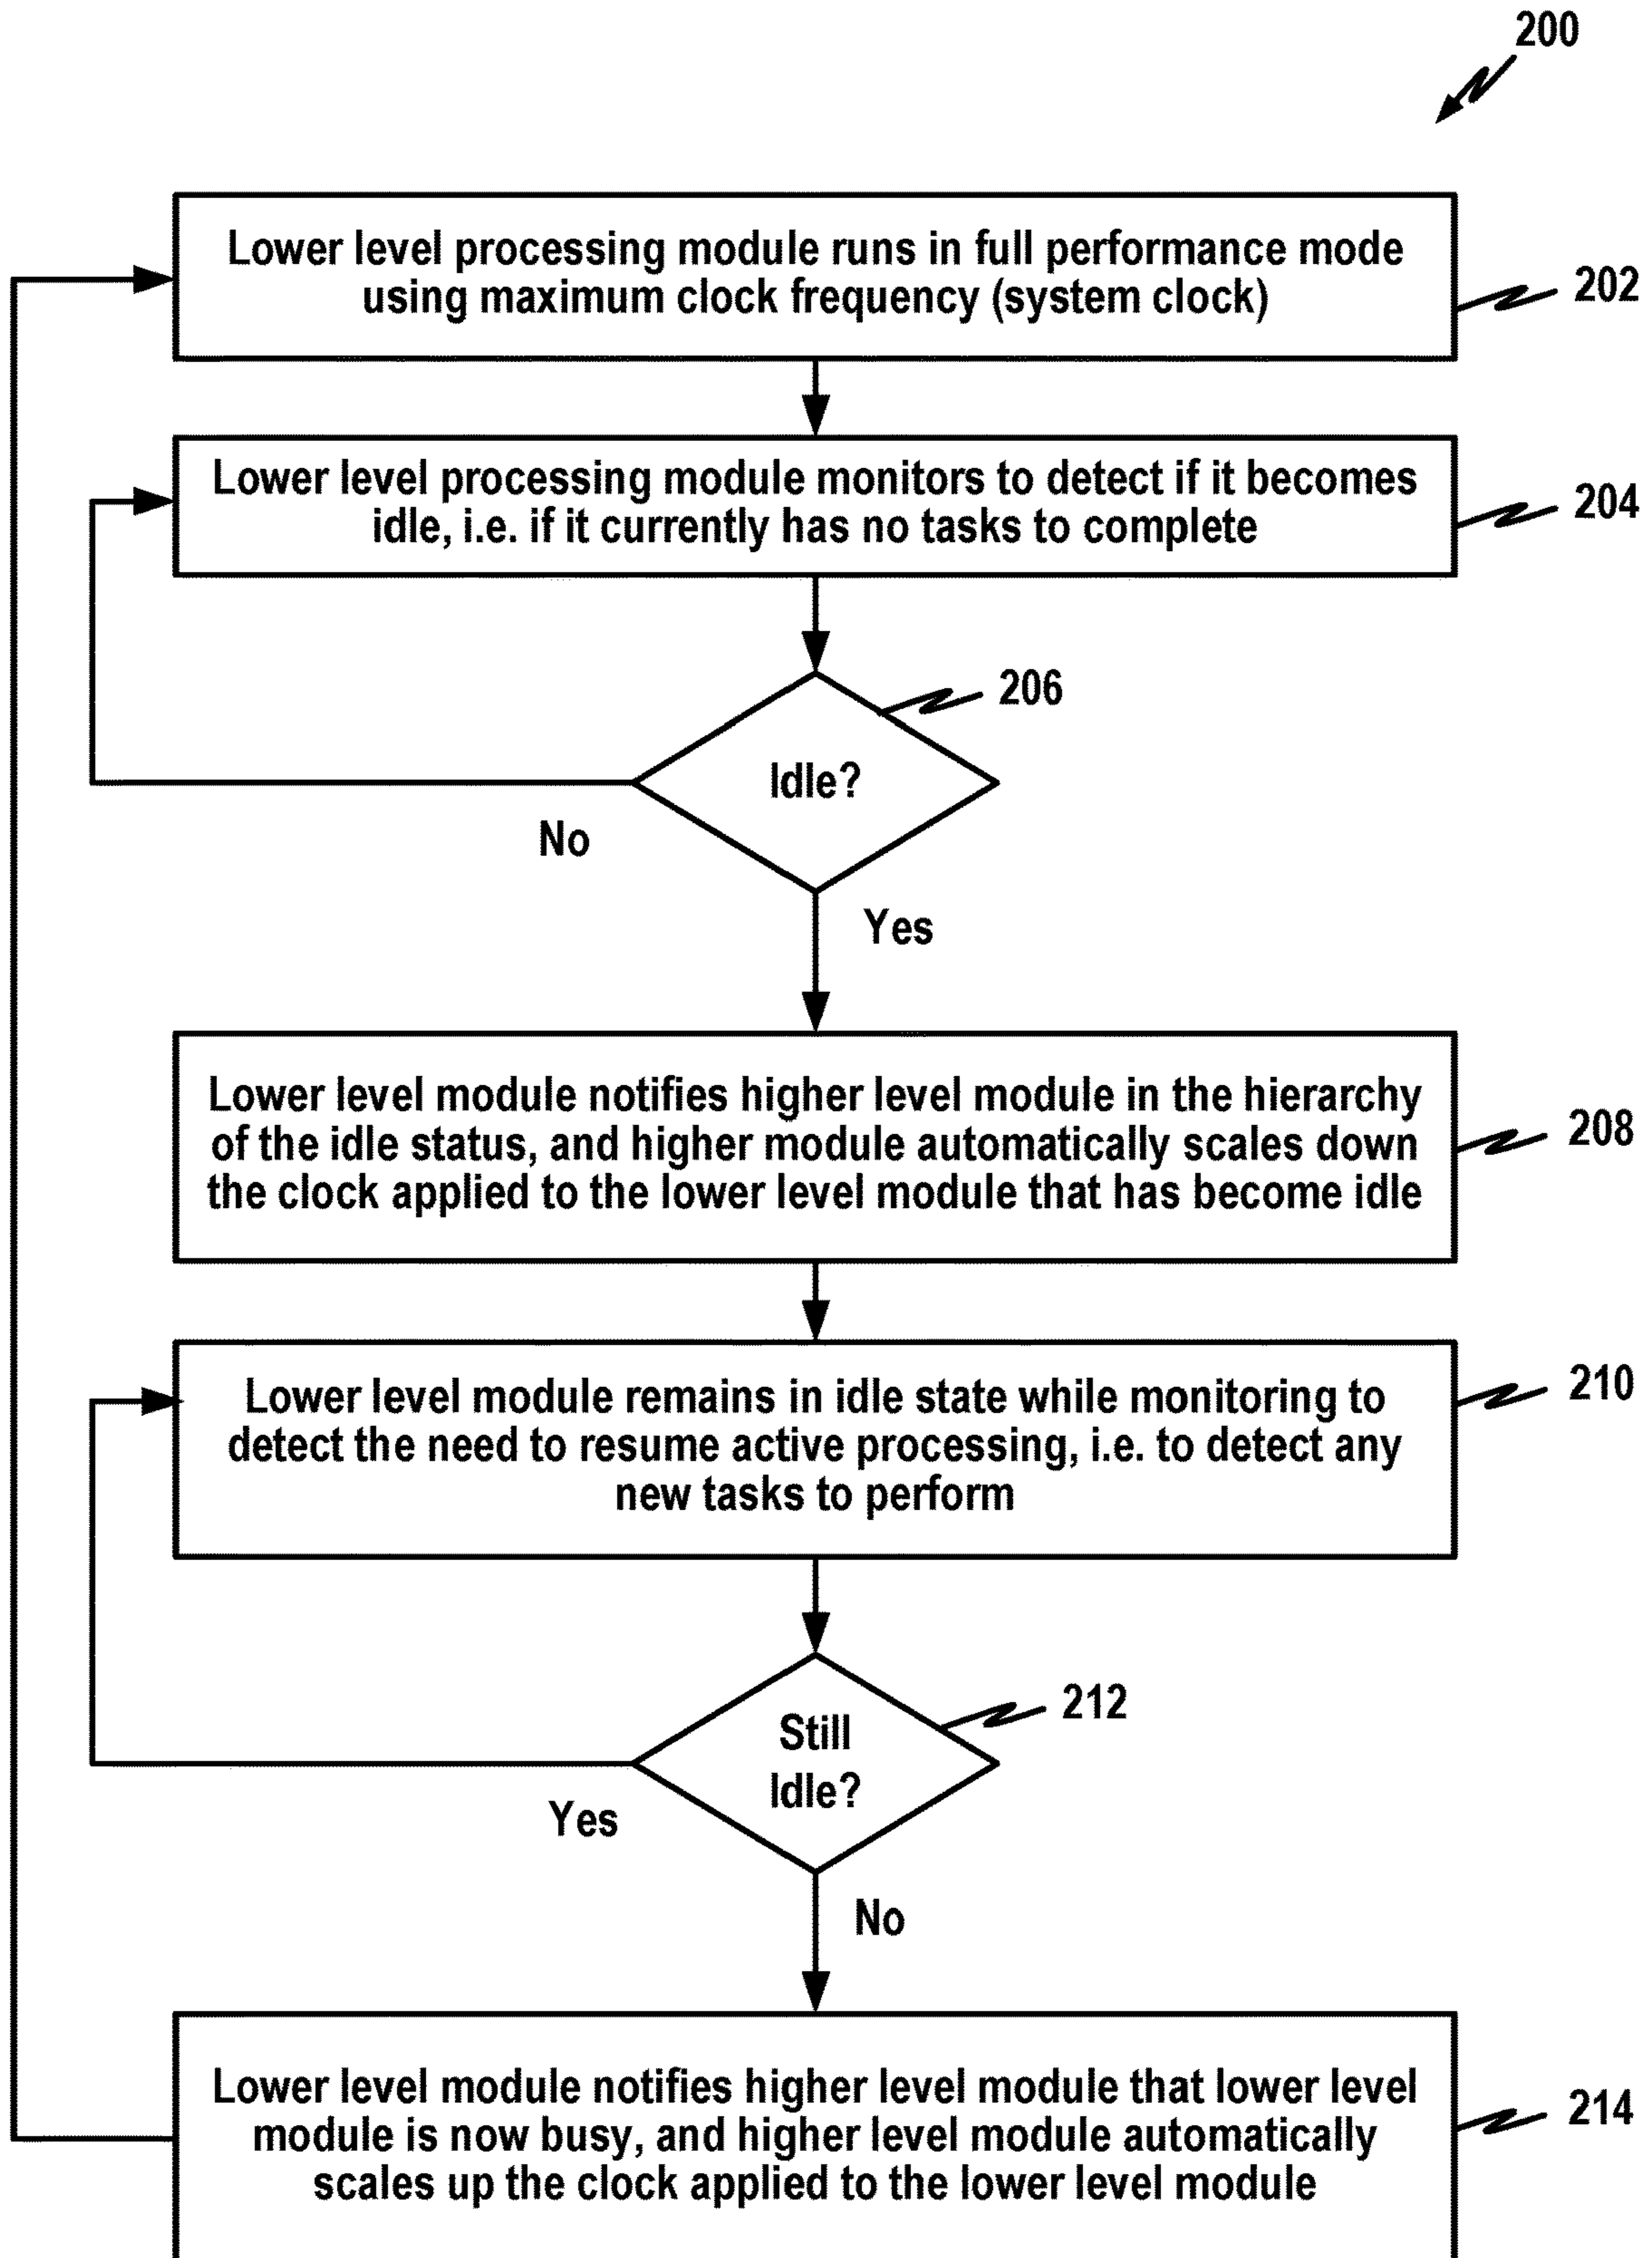 200
Lower level processing module runs in full performance mode
using maximum clock frequency (system clock)
202
Lower level processing module monitors to detect if it becomes
idle, i.e. if it currently has no tasks to complete
204
206
Idle?
No
Yes
Lower level module notifies higher level module in the hierarchy
of the idle status, and higher module automatically scales down
the clock applied to the lower level module that has become idle
208
Lower level module remains in idle state while monitoring to
detect the need to resume active processing, i.e. to detect any
new tasks to perform
210
212
Still
Idle?
Yes
No
Lower level module notifies higher level module that lower level
module is now busy, and higher level module automatically
scales up the clock applied to the lower level module
214